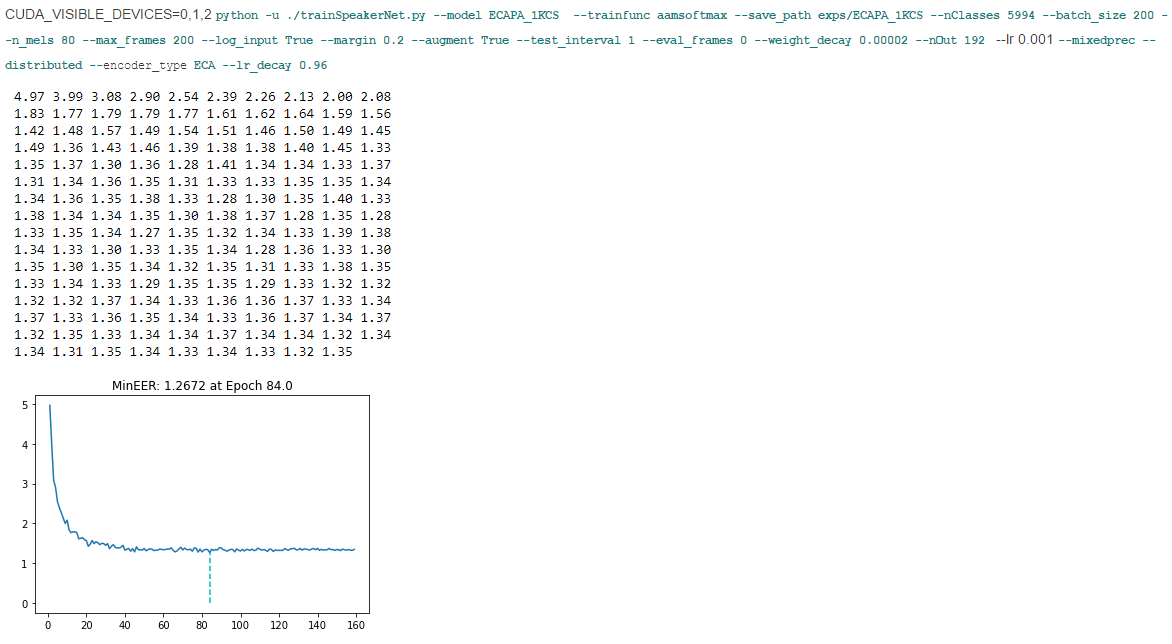 CUDA_VISIBLE_DEVICES=0,1,2 python -u ./trainSpeakerNet.py --model ECAPA_1KCS --trainfunc aamsoftmax --save_path exps/ECAPA_1KCS --nClasses 5994 --batch_size 200 -
-n_mels 80 --max_frames 200 --log_input True --margin 0.2 --augment True --test_interval 1 --eval_frames 0 --weight_decay 0.00002 --nOut 192 --lr 0.001 --mixedprec --
distributed --encoder_type ECA --lr_decay 0.96
4.97 3.99 3.08 2.90 2.54 2.39 2.26 2.13 2.00 2.08
1.83 1.77 1.79 1.79 1.77 1.61 1.62 1.64 1.59 1.56
1.42 1.48 1.57 1.49 1.54 1.51 1.46 1.50 1.49 1.45
1.49 1.36 1.43 1.46 1.39 1.38 1.38 1.40 1.45 1.33
1.35 1.37 1.30 1.36 1.28 1.41 1.34 1.34 1.33 1.37
1.31 1.34 1.36 1.35 1.31 1.33 1.33 1.35 1.35 1.34
1.34 1.36 1.35 1.38 1.33 1.28 1.30 1.35 1.40 1.33
1.38 1.34 1.34 1.35 1.30 1.38 1.37 1.28 1.35 1.28
1.33 1.35 1.34 1.27 1.35 1.32 1.34 1.33 1.39 1.38
1.34 1.33 1.30 1.33 1.35 1.34 1.28 1.36 1.33 1.30
1.35 1.30 1.35 1.34 1.32 1.35 1.31 1.33 1.38 1.35
1.33 1.34 1.33 1.29 1.35 1.35 1.29 1.33 1.32 1.32
1.32 1.32 1.37 1.34 1.33 1.36 1.36 1.37 1.33 1.34
1.37 1.33 1.36 1.35 1.34 1.33 1.36 1.37 1.34 1.37
1.32 1.35 1.33 1.34 1.34 1.37 1.34 1.34 1.32 1.34
1.34 1.31 1.35 1.34 1.33 1.34 1.33 1.32 1.35
MinEER: 1.2672 at Epoch 84.0
5
4
3
2
1
0
0 20 40 60 80 100 120 140 160